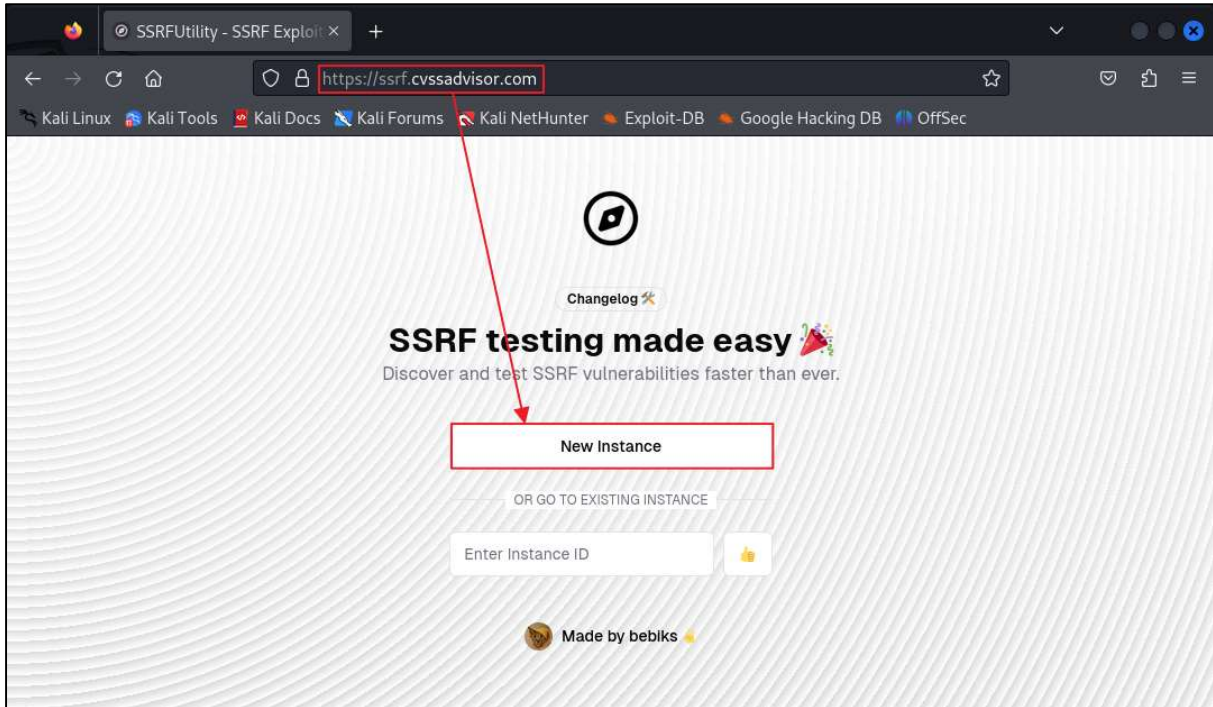 SSRFUtility - SSRF Exploit
https://ssrf.cvssadvisor.com
Kali Linux Kali Tools Kali Docs Kali Forums Kali NetHunter Exploit-DB Google Hacking DB OffSec
Changelog 🛠️
SSRF testing made easy 🎉
Discover and test SSRF vulnerabilities faster than ever.
New Instance
OR GO TO EXISTING INSTANCE
Enter Instance ID
Made by bebiks